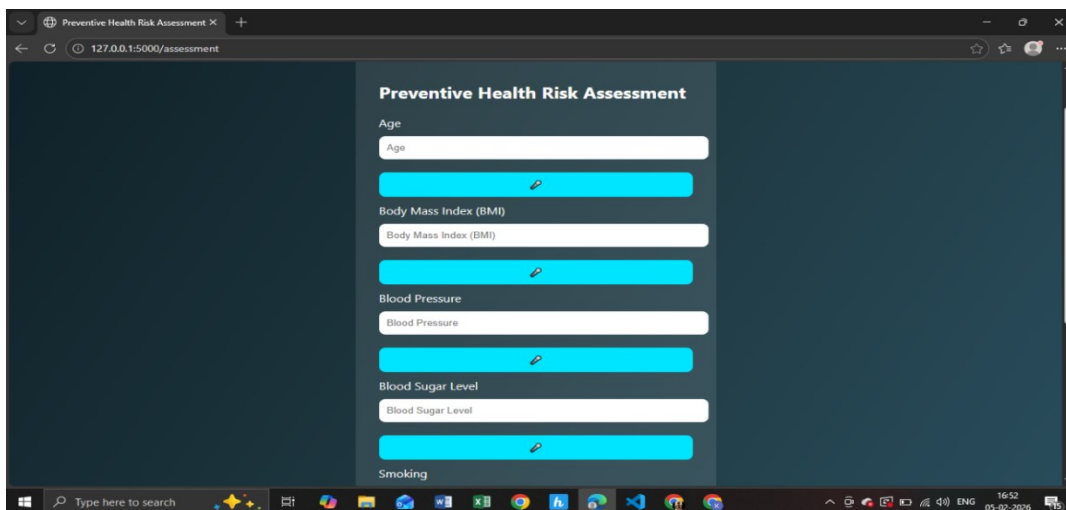 Preventive Health Risk Assessment
127.0.0.1:5000/assessment
Preventive Health Risk Assessment
Age
Age
Body Mass Index (BMI)
Body Mass Index (BMI)
Blood Pressure
Blood Pressure
Blood Sugar Level
Blood Sugar Level
Smoking
Type here to search
ENG
16:52
05-02-2026